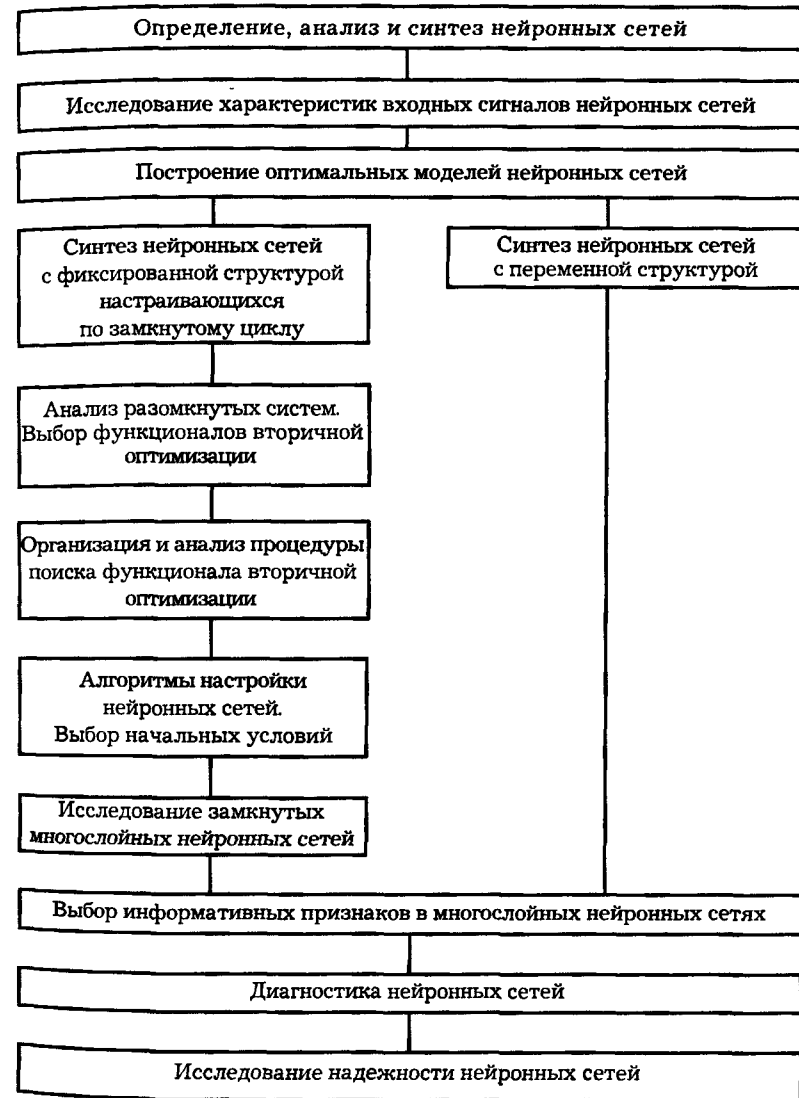 Определение, анализ и синтез нейронных сетей
Исследование характеристик входных сигналов нейронных сетей
Построение оптимальных моделей нейронных сетей
Синтез нейронных сетей
с фиксированной структурой
настраивающихся
по замкнутому циклу
Синтез нейронных сетей
с переменной структурой
Анализ разомкнутых систем.
Выбор функционалов вторичной
оптимизации
Организация и анализ процедуры
поиска функционала вторичной
оптимизации
Алгоритмы настройки
нейронных сетей.
Выбор начальных условий
Исследование замкнутых
многослойных нейронных сетей
Выбор информативных признаков в многослойных нейронных сетях
Диагностика нейронных сетей
Исследование надежности нейронных сетей